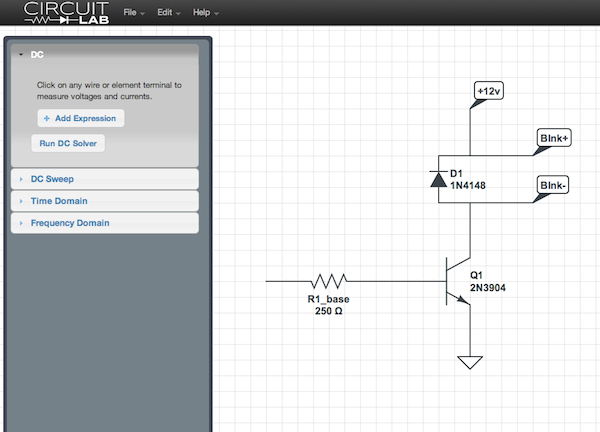 CIRCUIT
LAB
File Edit Help
DC
Click on any wire or element terminal to
measure voltages and currents.
+ Add Expression
Run DC Solver
DC Sweep
Time Domain
Frequency Domain
+12v
Blnk+
D1
1N4148
Blnk-
Q1
2N3904
R1_base
250 Ω